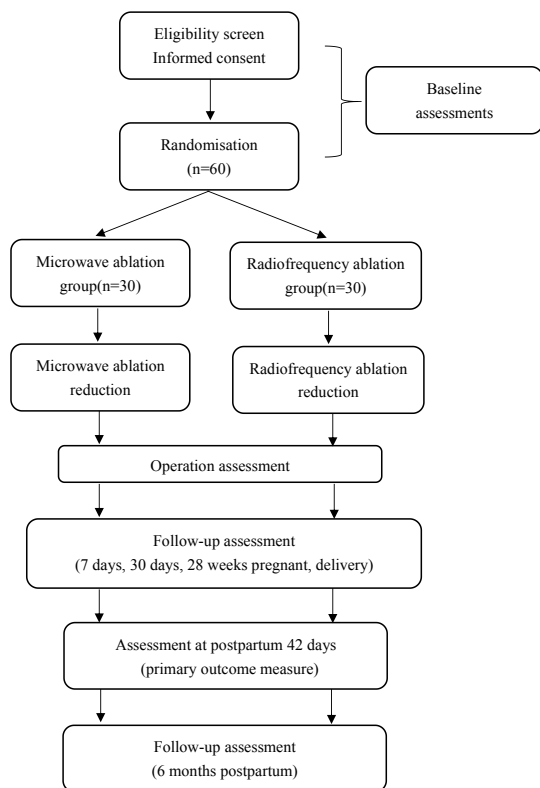 Eligibility screen
Informed consent
Baseline
assessments
Randomisation
(n=60)
Microwave ablation
group(n=30)
Radiofrequency ablation
group(n=30)
Microwave ablation
reduction
Radiofrequency ablation
reduction
Operation assessment
Follow-up assessment
(7 days, 30 days, 28 weeks pregnant, delivery)
Assessment at postpartum 42 days
(primary outcome measure)
Follow-up assessment
(6 months postpartum)